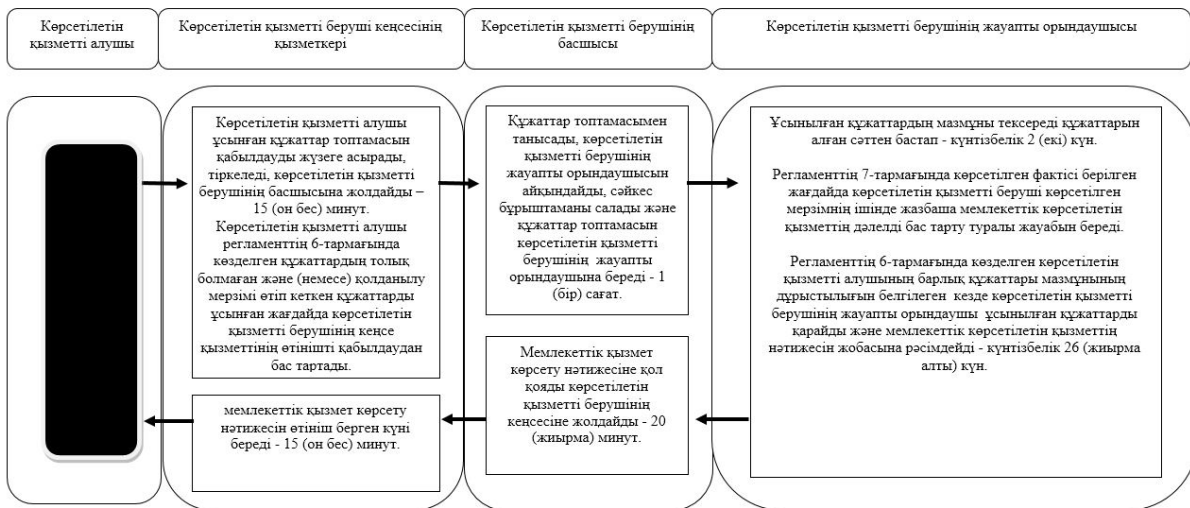 Көрсетілетін
қызметті алушы
Көрсетілетін қызметті беруші кеңсесінің
қызметкері
Көрсетілетін қызметті берушінің
басшысы
Көрсетілетін қызметті берушінің жауапты орындаушысы
Көрсетілетін қызметті алушы
ұсынған құжаттар топтамасын
қабылдауды жүзеге асырады,
тіркеледі, көрсетілетін қызметті
берушінің басшысына жолдайды –
15 (он бес) минут.
Көрсетілетін қызметті алушы
регламенттің 6-тармағында
көзделген құжаттардың толық
болмаған және (немесе) қолданылу
мерзімі өтіп кеткен құжаттарды
ұсынған жағдайда көрсетілетін
қызметті берушінің кеңсе
қызметтінің өтінішті қабылдаудан
бас тартады.
Құжаттар топтамасымен
танысады, көрсетілетін
қызметті берушінің
жауапты орындаушысын
айқындайды, сәйкес
бұрыштаманы салады және
құжаттар топтамасын
көрсетілетін қызметті
берушінің жауапты
орындаушына береді - 1
(бір) сағат.
Ұсынылған құжаттардың мазмұны тексереді құжаттарын
алған сәттен бастап - күнтізбелік 2 (екі) күн.
Регламенттің 7-тармағында көрсетілген фактісі берілген
жағдайда көрсетілетін қызметті беруші көрсетілген
мерзімнің ішінде жазбаша мемлекеттік көрсетілетін
қызметтің дәлелді бас тарту туралы жауабын береді.
Регламенттің 6-тармағында көзделген көрсетілетін
қызметті алушының барлық құжаттары мазмұнының
дұрыстылығын белгілеген кезде көрсетілетін қызметті
берушінің жауапты орындаушы ұсынылған құжаттарды
қарайды және мемлекеттік көрсетілетін қызметтің
нәтижесін жобасына рәсімдейді - күнтізбелік 26 (жиырма
алты) күн.
Мемлекеттік қызмет
көрсету нәтижесіне қол
қояды көрсетілетін
қызметті берушінің
кеңсесіне жолдайды - 20
(жиырма) минут.
мемлекеттік қызмет көрсету
нәтижесін өтініш берген күні
береді - 15 (он бес) минут.